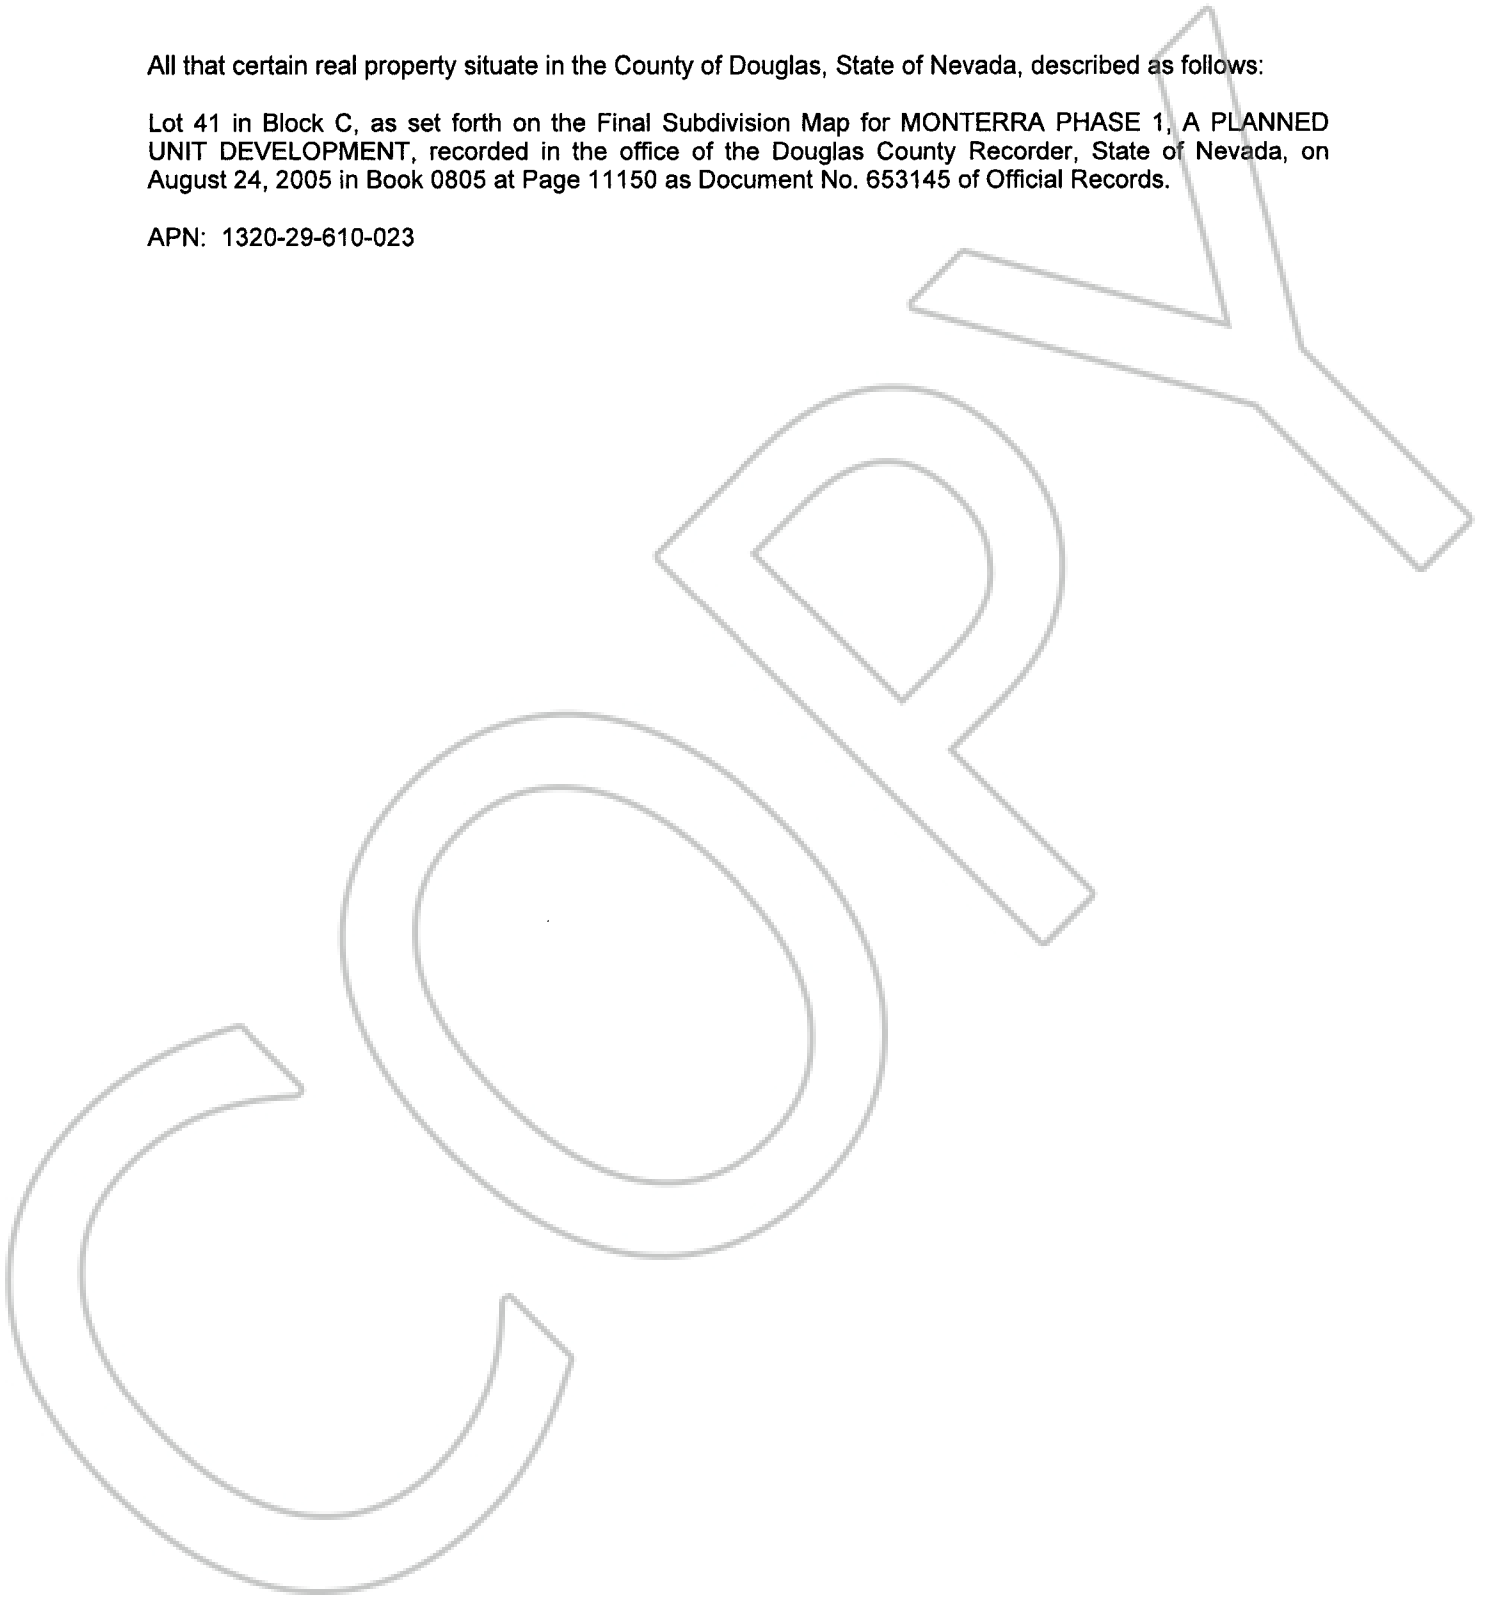 All that certain real property situate in the County of Douglas, State of Nevada, described as follows:
Lot 41 in Block C, as set forth on the Final Subdivision Map for MONTERRA PHASE 1, A PLANNED
UNIT DEVELOPMENT, recorded in the office of the Douglas County Recorder, State of Nevada, on
August 24, 2005 in Book 0805 at Page 11150 as Document No. 653145 of Official Records.
APN: 1320-29-610-023
COPY